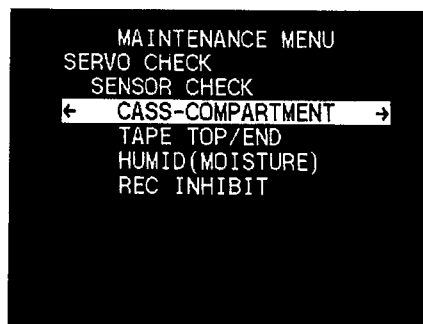 MAINTENANCE MENU
SERVO CHECK
SENSOR CHECK
← CASS-COMPARTMENT →
TAPE TOP/END
HUMID(MOISTURE)
REC INHIBIT